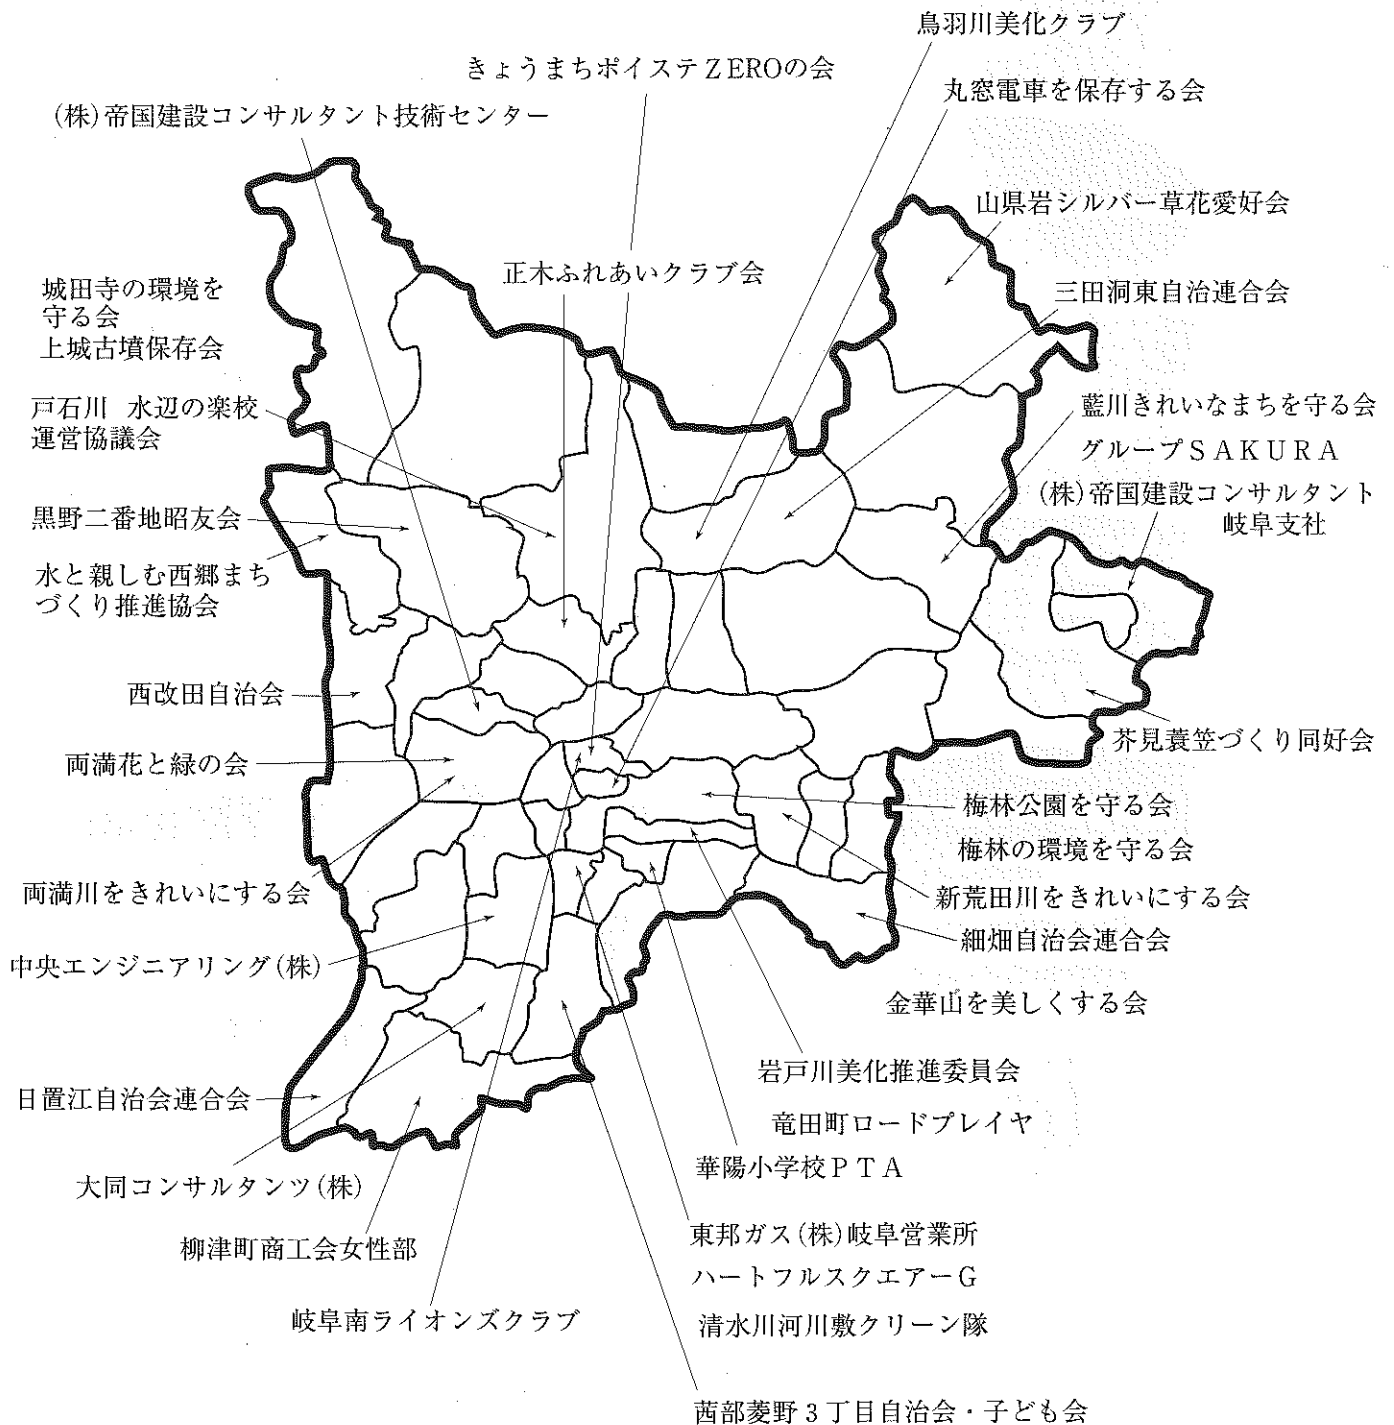 鳥羽川美化クラブ
きょうまちポイステZEROの会
丸窓電車を保存する会
(株)帝国建設コンサルタント技術センター
山県岩シルバー草花愛好会
正木ふれあいクラブ会
三田洞東自治連合会
城田寺の環境を
守る会
上城古墳保存会
戸石川 水辺の楽校
運営協議会
藍川きれいなまちを守る会
グループSAKURA
(株)帝国建設コンサルタント
岐阜支社
黒野二番地昭友会
水と親しむ西郷まち
づくり推進協会
西改田自治会
芥見蓑笠づくり同好会
両満花と緑の会
梅林公園を守る会
梅林の環境を守る会
両満川をきれいにする会
新荒田川をきれいにする会
細畑自治会連合会
中央エンジニアリング(株)
金華山を美しくする会
岩戸川美化推進委員会
日置江自治会連合会
竜田町ロードプレイヤ
華陽小学校PTA
大同コンサルタンツ(株)
東邦ガス(株)岐阜営業所
柳津町商工会女性部
ハートフルスクエアーG
岐阜南ライオンズクラブ
清水川河川敷クリーン隊
茜部菱野3丁目自治会・子ども会